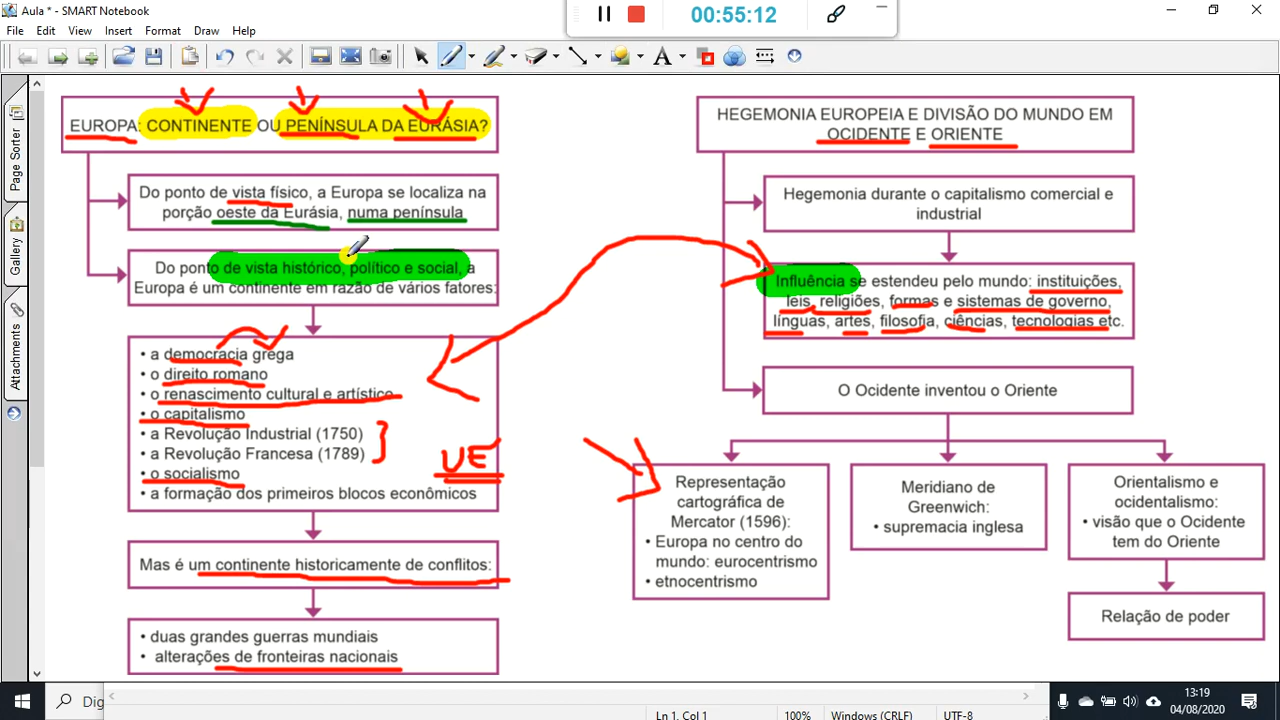 Aula * - SMART Notebook
00:55:12
File Edit View Insert Format Draw Help
Page Sorter
Gallery
Attachments
EUROPA: CONTINENTE OU PENÍNSULA DA EURÁSIA?
Do ponto de vista físico, a Europa se localiza na
porção oeste da Eurásia, numa península
Do ponto de vista histórico, político e social, a
Europa é um continente em razão de vários fatores:
• a democracia grega
• o direito romano
• o renascimento cultural e artístico
• o capitalismo
• a Revolução Industrial (1750)
• a Revolução Francesa (1789)
• o socialismo
• a formação dos primeiros blocos econômicos
UE
Mas é um continente historicamente de conflitos:
• duas grandes guerras mundiais
• alterações de fronteiras nacionais
HEGEMONIA EUROPEIA E DIVISÃO DO MUNDO EM
OCIDENTE E ORIENTE
Hegemonia durante o capitalismo comercial e
industrial
Influência se estendeu pelo mundo: instituições,
leis, religiões, formas e sistemas de governo,
línguas, artes, filosofia, ciências, tecnologias etc.
O Ocidente inventou o Oriente
Representação
cartográfica de
Mercator (1596):
• Europa no centro do
mundo: eurocentrismo
• etnocentrismo
Meridiano de
Greenwich:
• supremacia inglesa
Orientalismo e
ocidentalismo:
• visão que o Ocidente
tem do Oriente
Relação de poder
Dig
Ln 1, Col 1
100%
Windows (CRLF)
UTF-8
13:19
04/08/2020